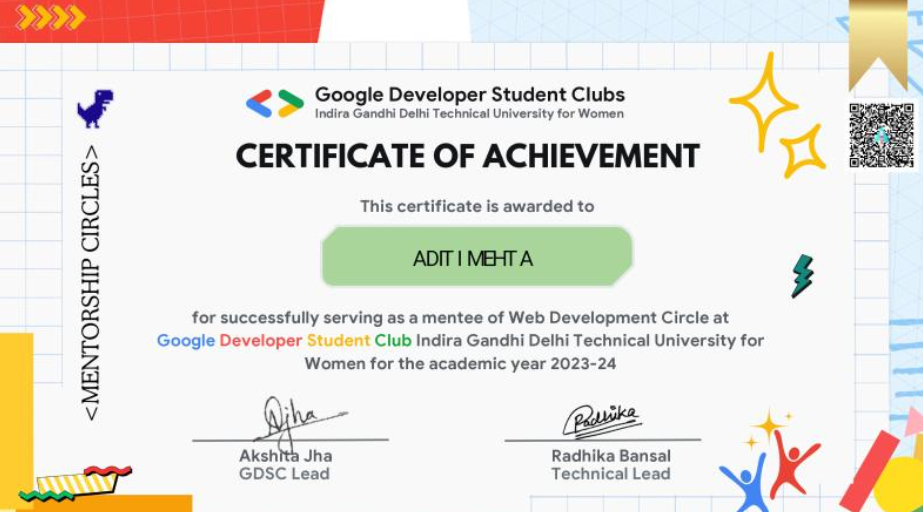 Google Developer Student Clubs
Indira Gandhi Delhi Technical University for Women
CERTIFICATE OF ACHIEVEMENT
<MENTORSHIP CIRCLES>
This certificate is awarded to
ADITI MEHTA
for successfully serving as a mentee of Web Development Circle at
Google Developer Student Club Indira Gandhi Delhi Technical University for
Women for the academic year 2023-24
Ajha
Radhika
Akshita Jha
Radhika Bansal
GDSC Lead
Technical Lead